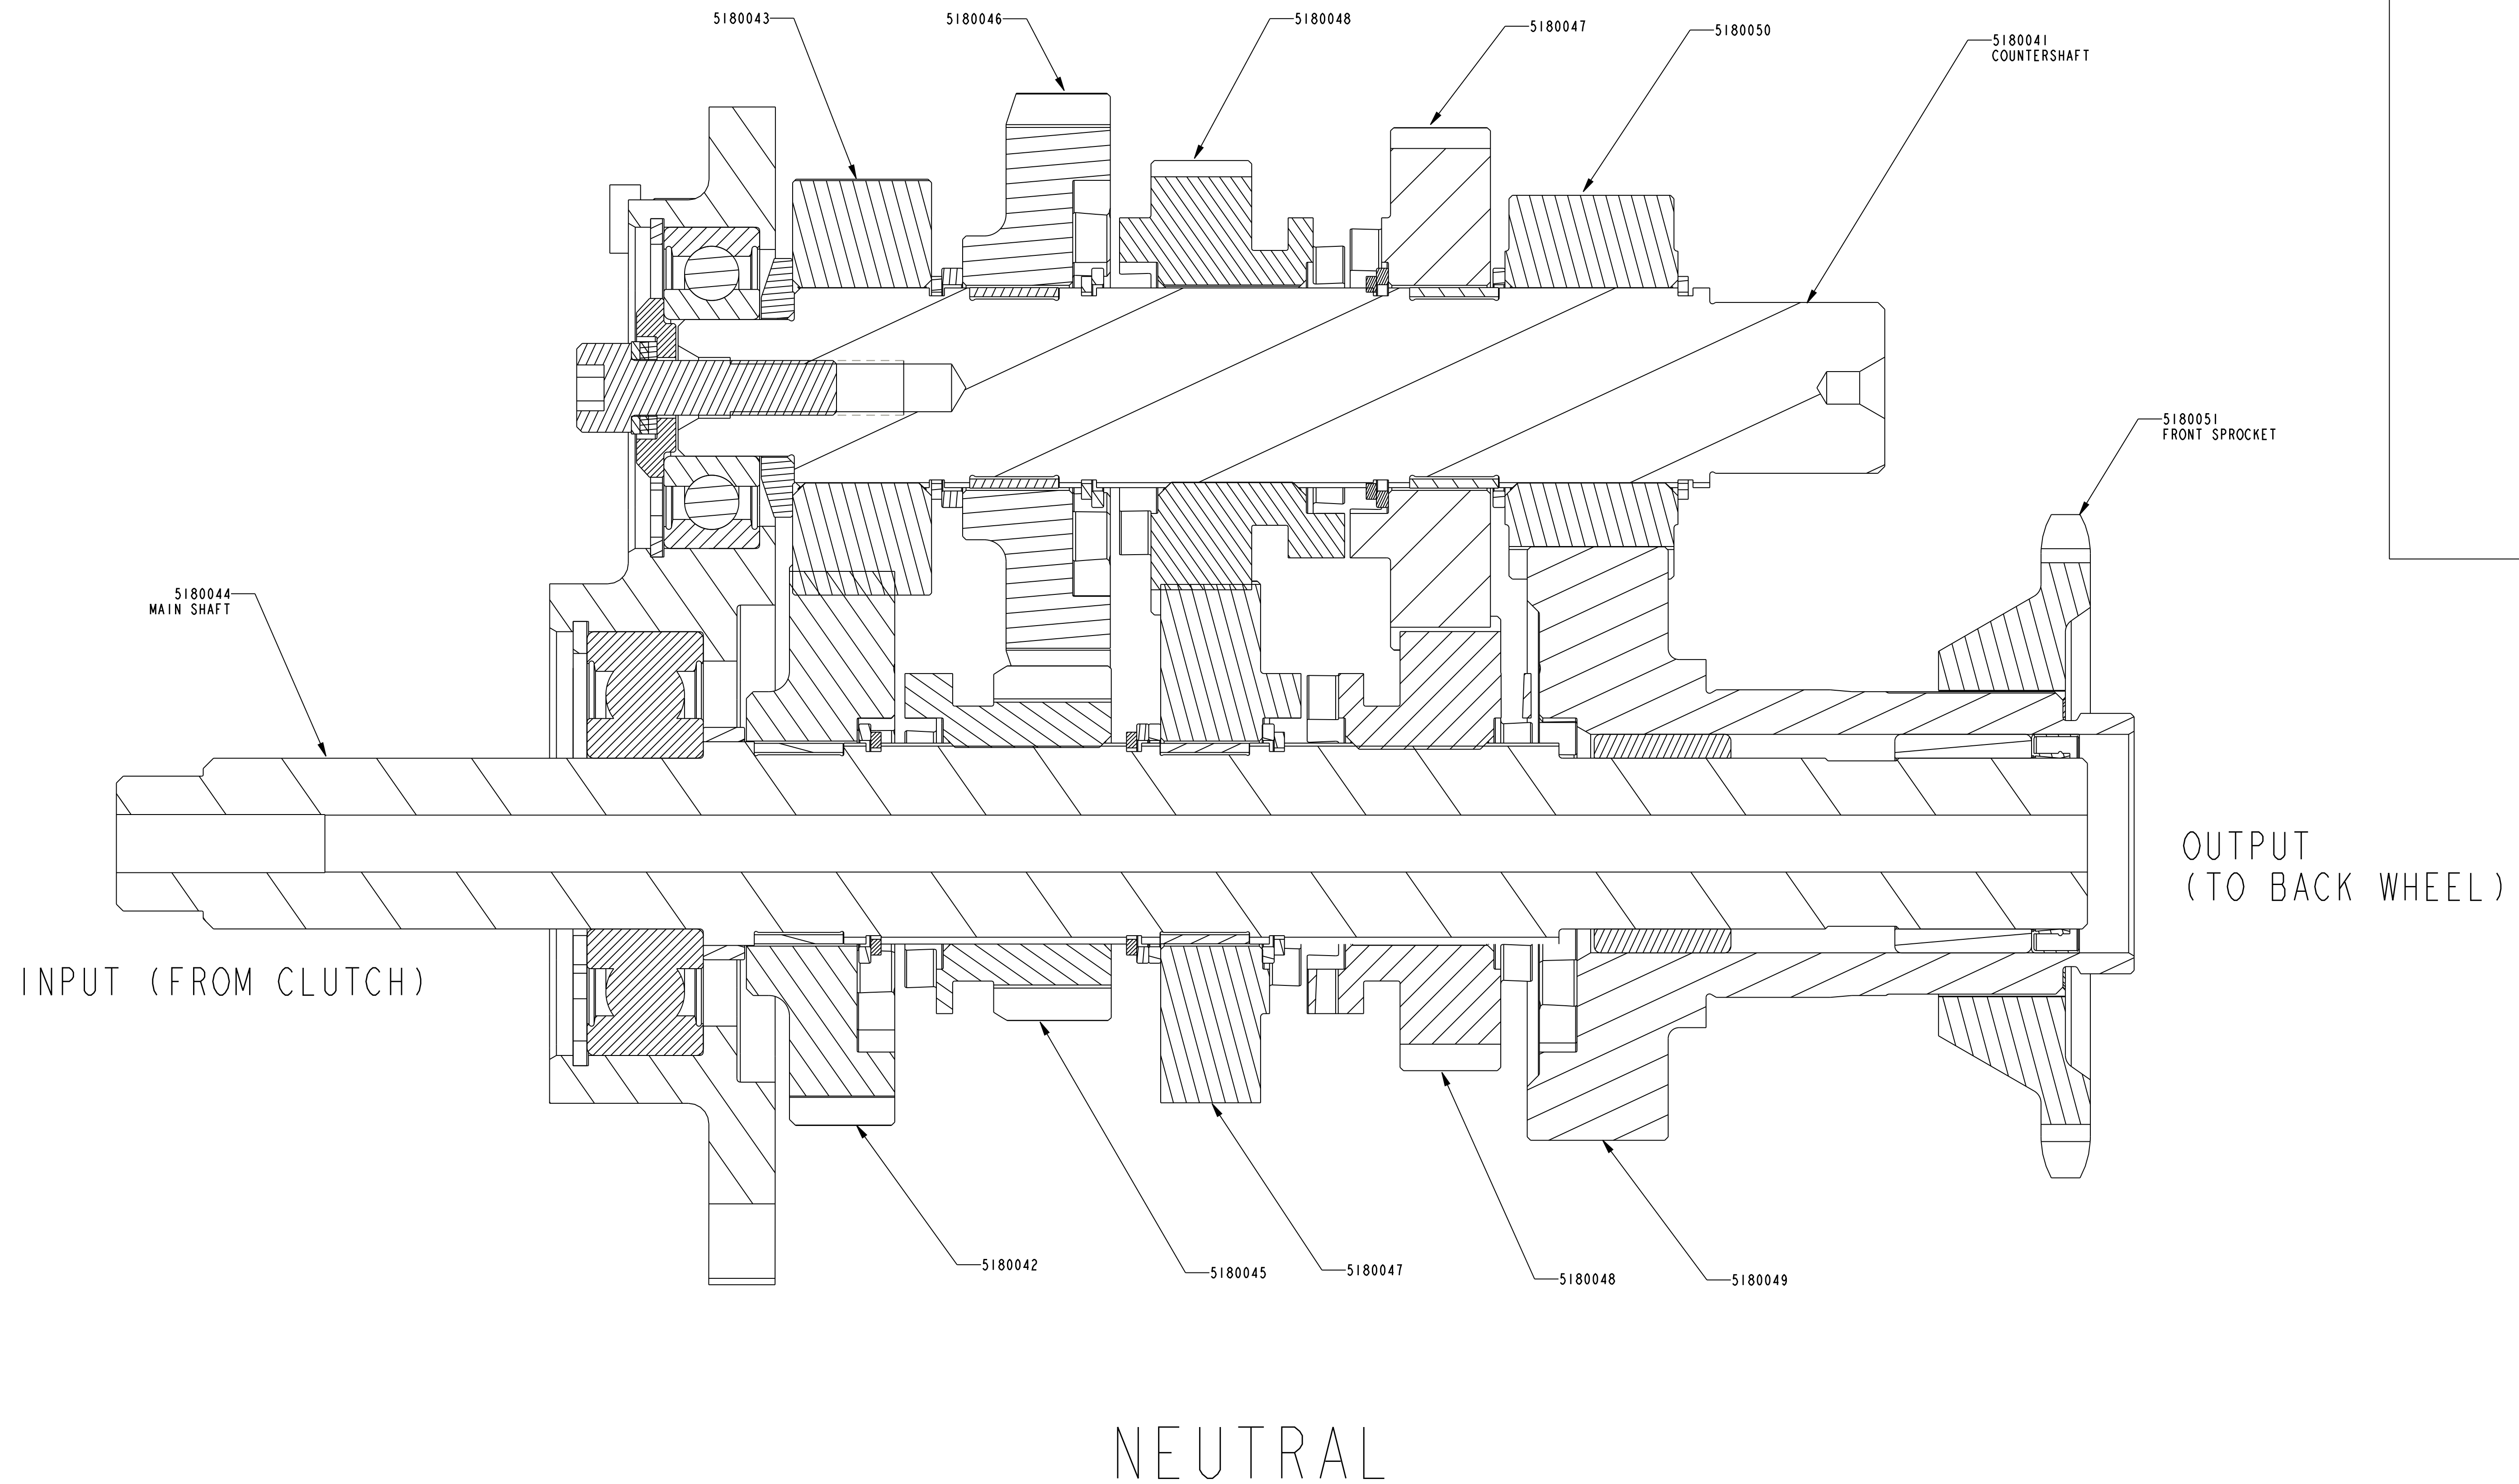 5180043
5180046
5180048
5180047
5180050
5180041
COUNTERSHAFT
5180051
FRONT SPROCKET
5180044
MAIN SHAFT
OUTPUT
(TO BACK WHEEL)
INPUT (FROM CLUTCH)
5180042
5180045
5180047
5180048
5180049
NEUTRAL